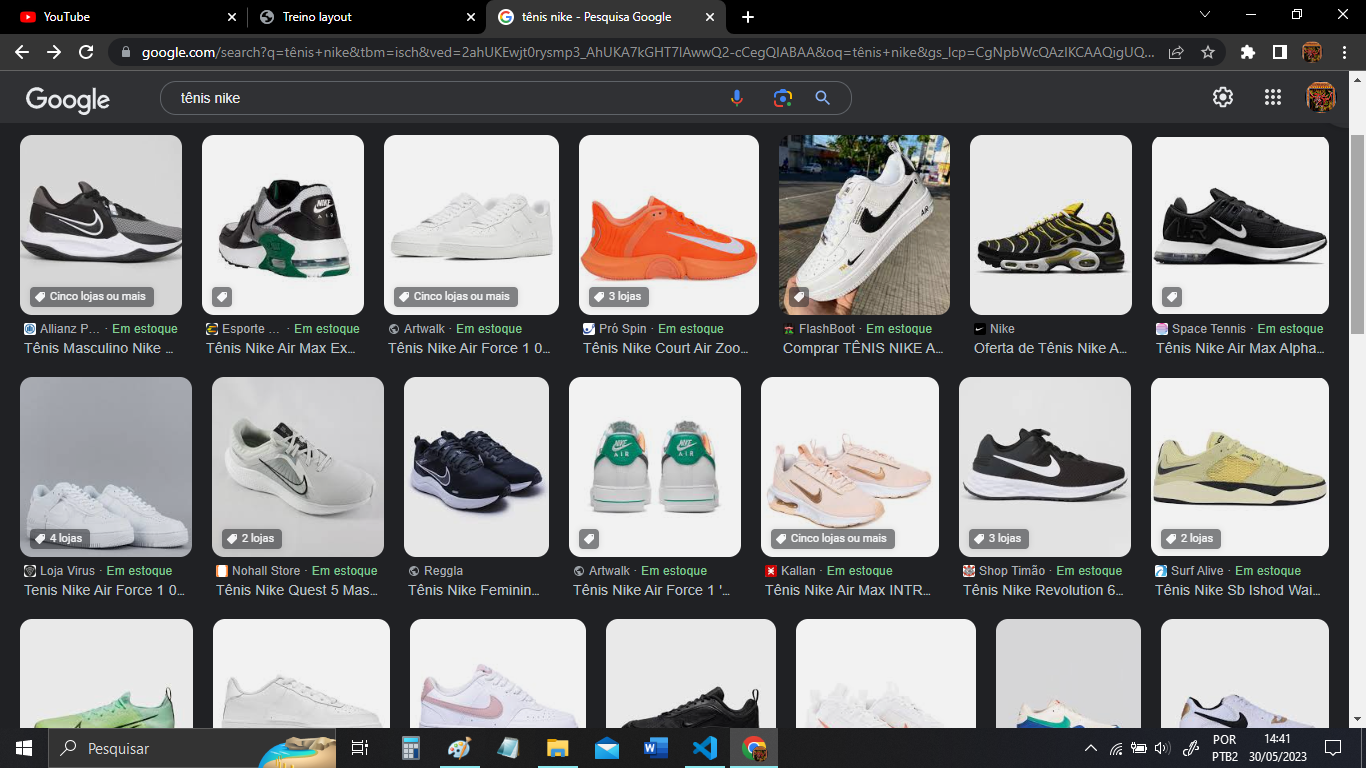 YouTube
Treino layout
tênis nike - Pesquisa Google
google.com/search?q=tênis+nike&tbm=isch&ved=2ahUKEwjt0rysmp3_AhUKA7kGHT7IAwwQ2-cCegQIABAA&oq=tênis+nike&gs_lcp=CgNpbWcQAzIKCAAQigUQ...
Google
tênis nike
Cinco lojas ou mais
Cinco lojas ou mais
3 lojas
Allianz P... · Em estoque
Esporte ... · Em estoque
Artwalk · Em estoque
Pró Spin · Em estoque
FlashBoot · Em estoque
Nike
Space Tennis · Em estoque
Tênis Masculino Nike ...
Tênis Nike Air Max Ex...
Tênis Nike Air Force 1 0...
Tênis Nike Court Air Zoo...
Comprar TÊNIS NIKE A...
Oferta de Tênis Nike A...
Tênis Nike Air Max Alpha...
NIKE
AIR
NIKE
AIR
4 lojas
2 lojas
Cinco lojas ou mais
3 lojas
2 lojas
Loja Virus · Em estoque
Nohall Store · Em estoque
Reggla
Artwalk · Em estoque
Kallan · Em estoque
Shop Timão · Em estoque
Surf Alive · Em estoque
Tenis Nike Air Force 1 0...
Tênis Nike Quest 5 Mas...
Tênis Nike Feminin...
Tênis Nike Air Force 1 '...
Tênis Nike Air Max INTR...
Tênis Nike Revolution 6...
Tênis Nike Sb Ishod Wai...
Pesquisar
POR
PTB2
14:41
30/05/2023